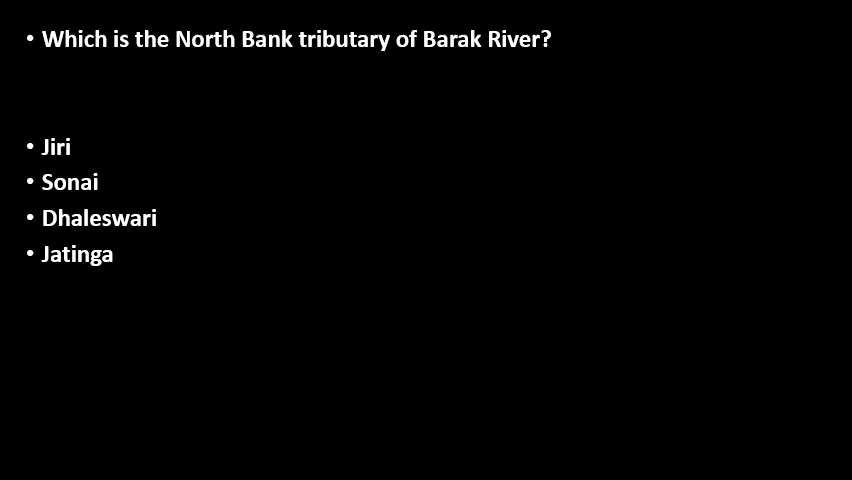 • Which is the North Bank tributary of Barak River?
• Jiri
• Sonai
• Dhaleswari
• Jatinga